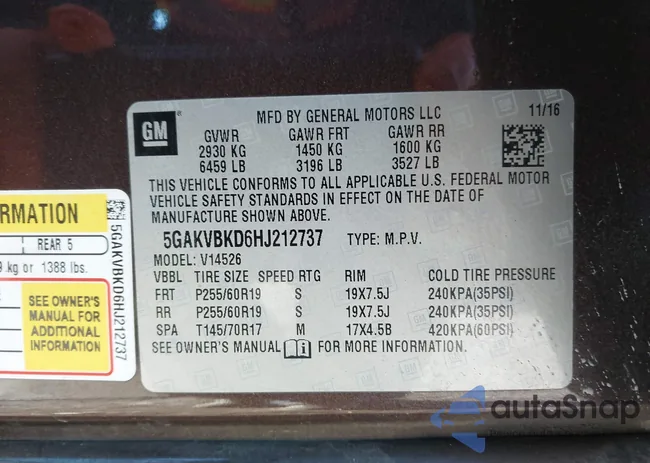 MFD BY GENERAL MOTORS LLC 11/16
GM
GVWR GAWR FRT GAWR RR
2930 KG 1450 KG 1600 KG
6459 LB 3196 LB 3527 LB
THIS VEHICLE CONFORMS TO ALL APPLICABLE U.S. FEDERAL MOTOR
VEHICLE SAFETY STANDARDS IN EFFECT ON THE DATE OF
MANUFACTURE SHOWN ABOVE.
5GAKVBKD6HJ212737 TYPE: M.P.V.
MODEL: V14526
VBBL TIRE SIZE SPEED RTG RIM COLD TIRE PRESSURE
FRT P255/60R19 S 19X7.5J 240KPA(35PSI)
RR P255/60R19 S 19X7.5J 240KPA(35PSI)
SPA T145/70R17 M 17X4.5B 420KPA(60PSI)
SEE OWNER'S MANUAL i FOR MORE INFORMATION.
RMATION
REAR 5
kg or 1388 lbs.
SEE OWNER'S
MANUAL FOR
ADDITIONAL
INFORMATION
5GAKVBKD6HJ212737
autaSnap